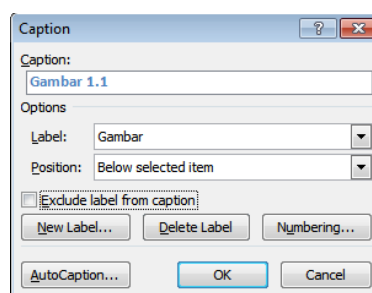 Caption
Caption:
Gambar 1.1
Options
Label: Gambar
Position: Below selected item
Exclude label from caption
New Label... Delete Label Numbering...
AutoCaption... OK Cancel